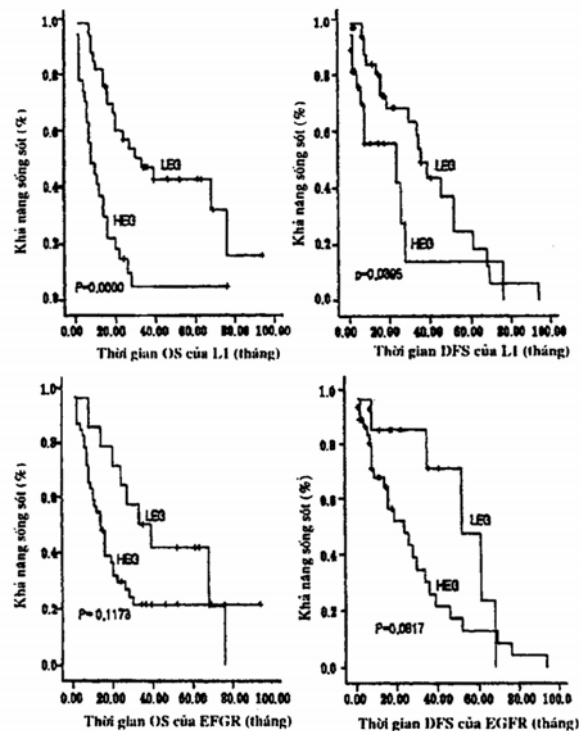 Khả năng sống sót (%)
1.0
0.8
0.6
0.4
0.2
0.0
LEG
HEG
P=0,0000
0.00 20.00 40.00 60.00 80.00 100.00
Thời gian OS của L1 (tháng)
Khả năng sống sót (%)
1.0
0.8
0.6
0.4
0.2
0.0
LEG
HEG
p=0,0395
0.00 20.00 40.00 60.00 80.00 100.00
Thời gian DFS của L1 (tháng)
Khả năng sống sót (%)
1.0
0.8
0.6
0.4
0.2
0.0
LEG
HEG
P=0,1173
0.00 20.00 40.00 60.00 80.00 100.00
Thời gian OS của EFGR (tháng)
Khả năng sống sót (%)
1.0
0.8
0.6
0.4
0.2
0.0
LEG
HEG
P=0,0817
0.00 20.00 40.00 60.00 80.00 100.00
Thời gian DFS của EGFR (tháng)